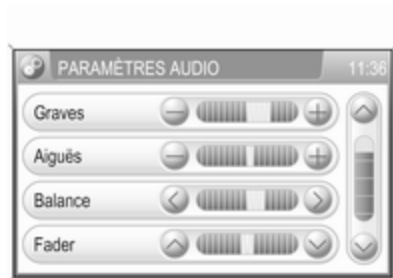 PARAMÈTRES AUDIO 11:36
Graves
Aiguës
Balance
Fader